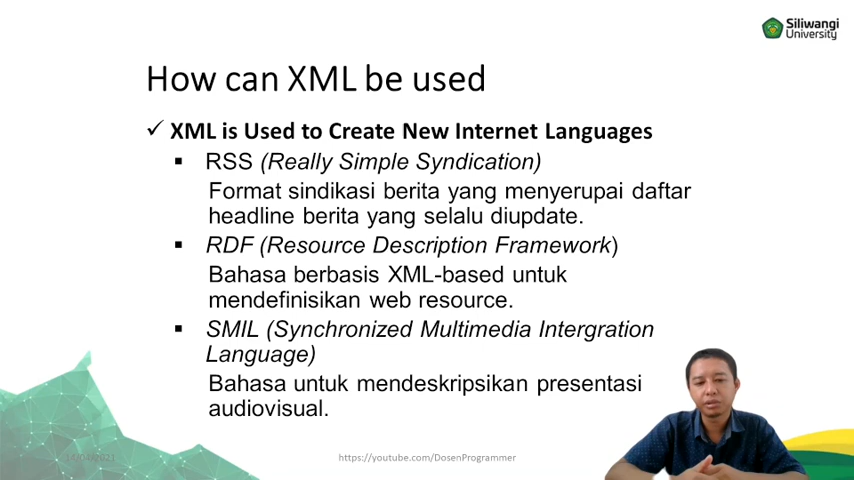 Siliwangi
University
How can XML be used
✓ XML is Used to Create New Internet Languages
▪ RSS (Really Simple Syndication)
Format sindikasi berita yang menyerupai daftar
headline berita yang selalu diupdate.
▪ RDF (Resource Description Framework)
Bahasa berbasis XML-based untuk
mendefinisikan web resource.
▪ SMIL (Synchronized Multimedia Intergration
Language)
Bahasa untuk mendeskripsikan presentasi
audiovisual.
https://youtube.com/DosenProgrammer